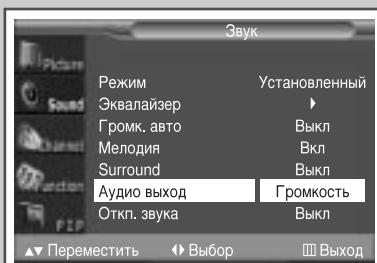 Звук
Picture
Режим Установленный
Sound
Эквалайзер
Громк. авто Выкл
Channel
Мелодия Вкл
Surround Выкл
Function
Аудио выход Громкость
PIP
Откл. звука Выкл
Переместить Выбор Выход